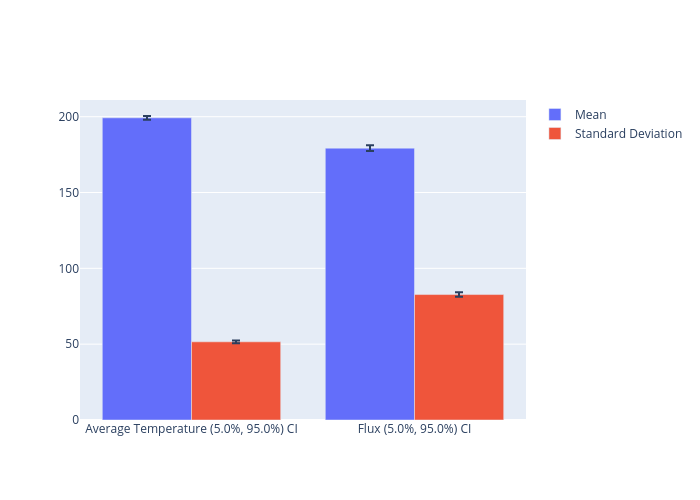 200
150
100
50
0
Average Temperature (5.0%, 95.0%) CI
Flux (5.0%, 95.0%) CI
Mean
Standard Deviation